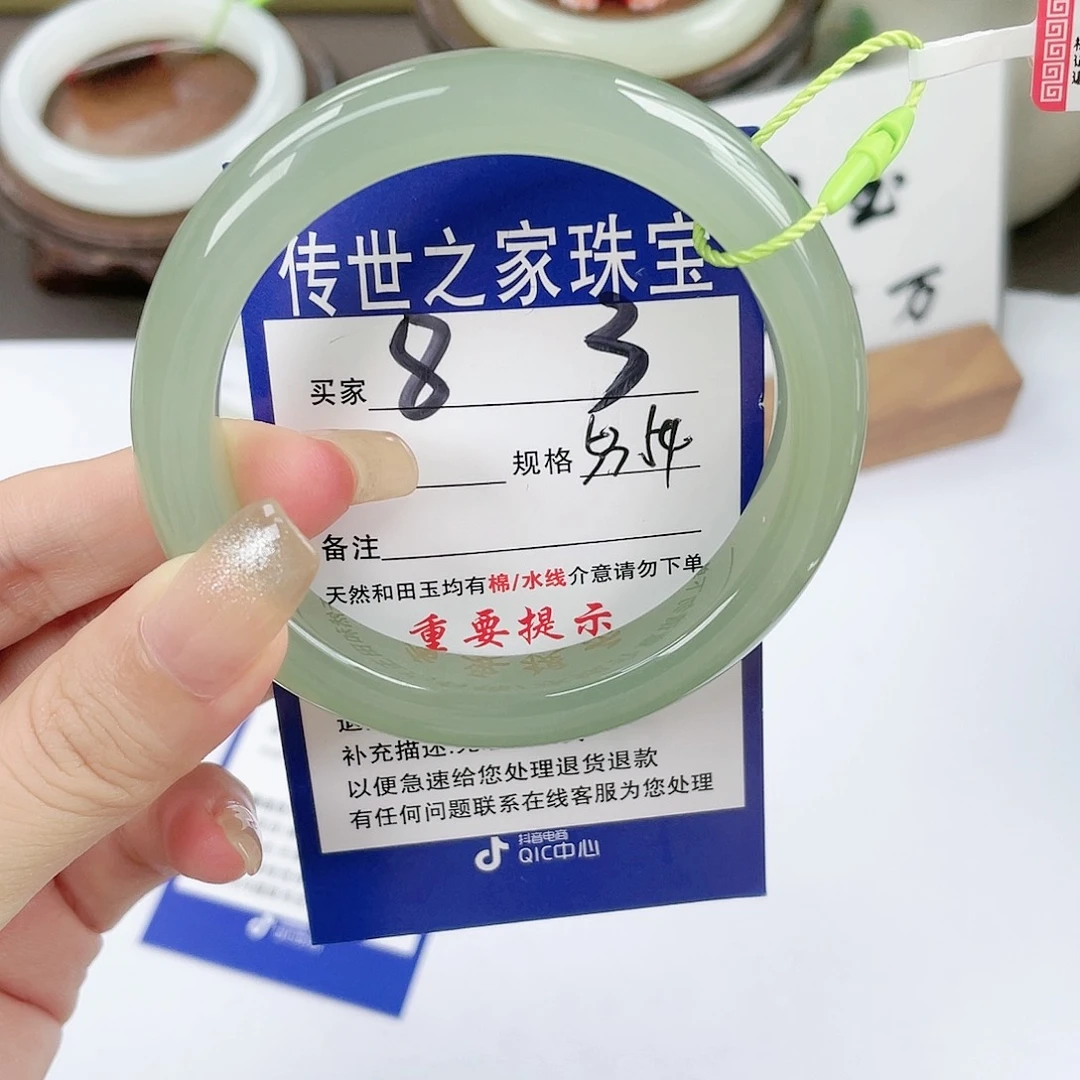 传世之家珠宝
买家 8 3
规格
备注
天然和田玉均有棉/水线介意请勿下单
重要提示
补充描述:
以便急速给您处理退货退款
有任何问题联系在线客服为您处理
抖音电商
QIC中心
万